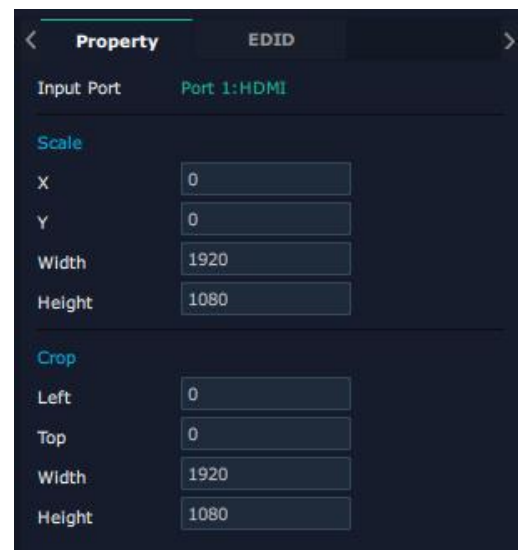 < Property EDID >
Input Port Port 1:HDMI
Scale
X 0
Y 0
Width 1920
Height 1080
Crop
Left 0
Top 0
Width 1920
Height 1080